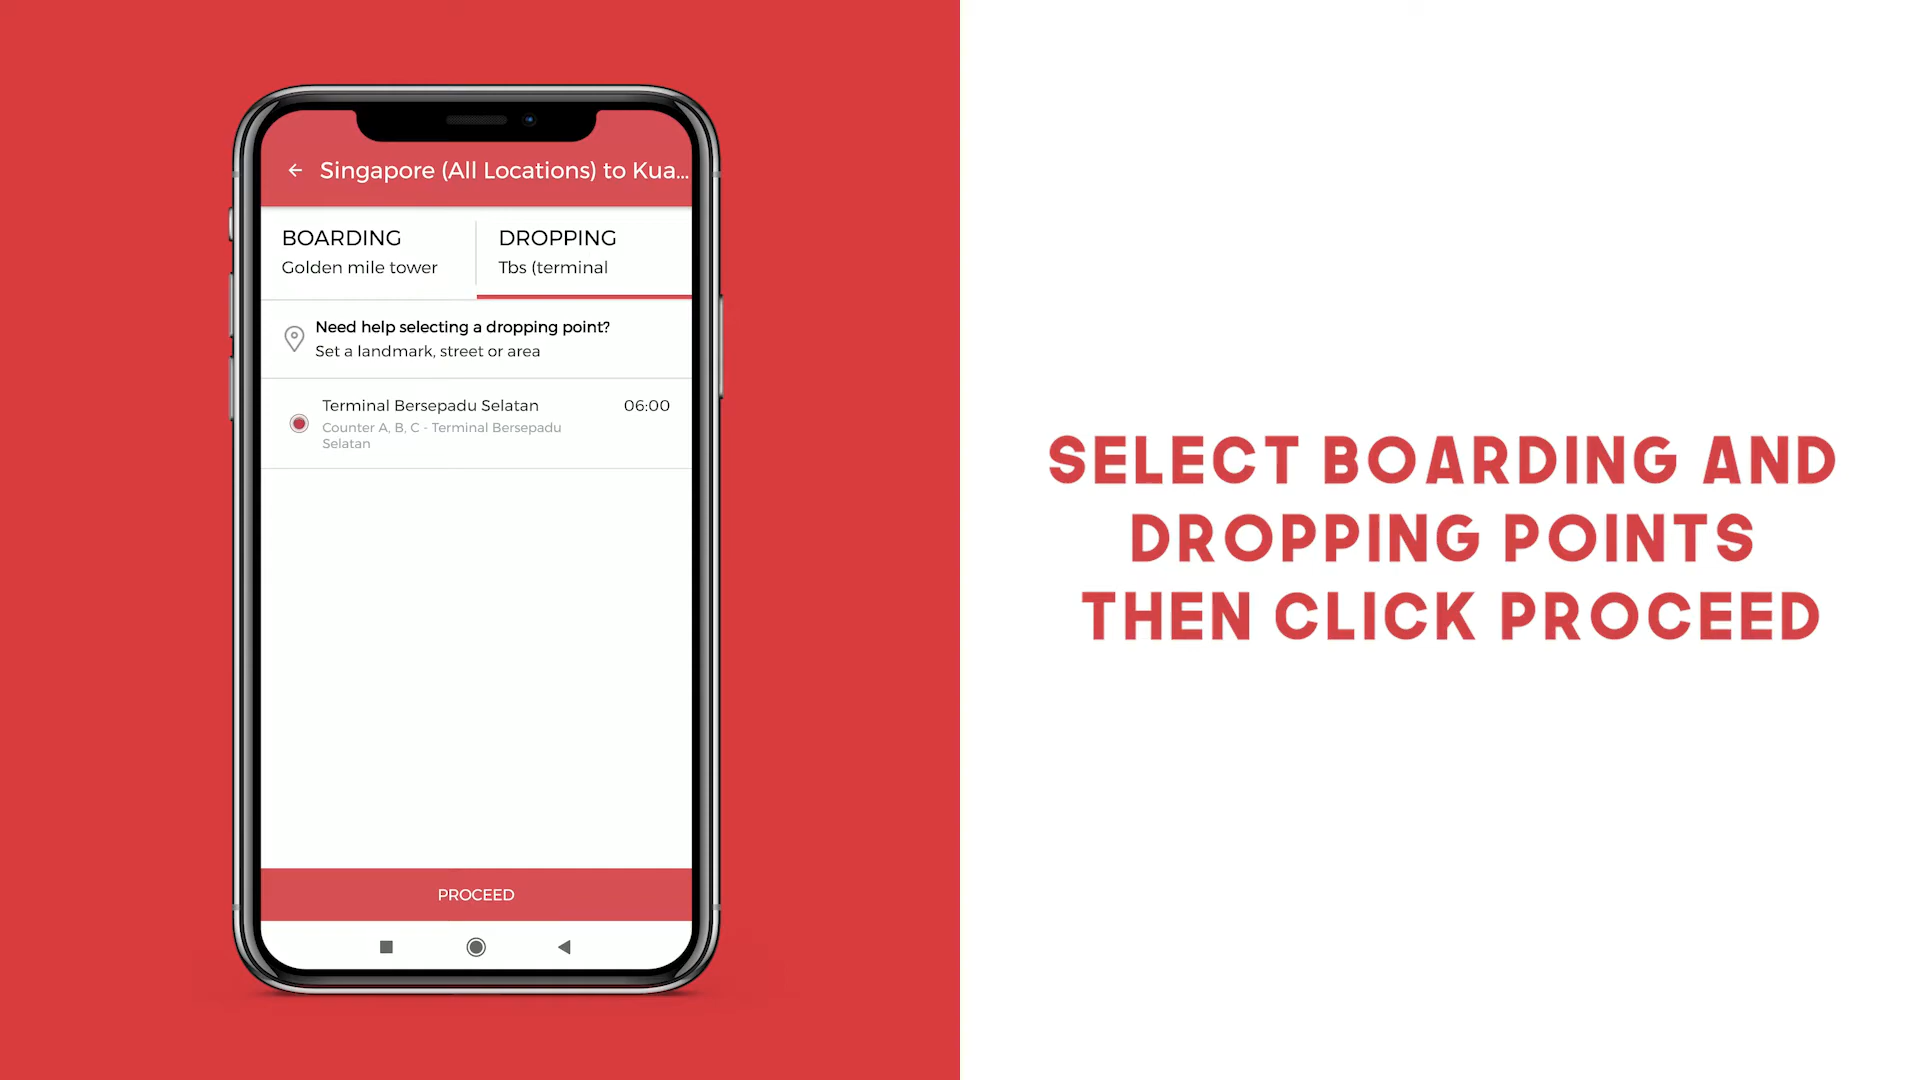 Singapore (All Locations) to Kua...
BOARDING
Golden mile tower
DROPPING
Tbs (terminal
Need help selecting a dropping point?
Set a landmark, street or area
Terminal Bersepadu Selatan 06:00
Counter A, B, C - Terminal Bersepadu
Selatan
PROCEED
SELECT BOARDING AND
DROPPING POINTS
THEN CLICK PROCEED